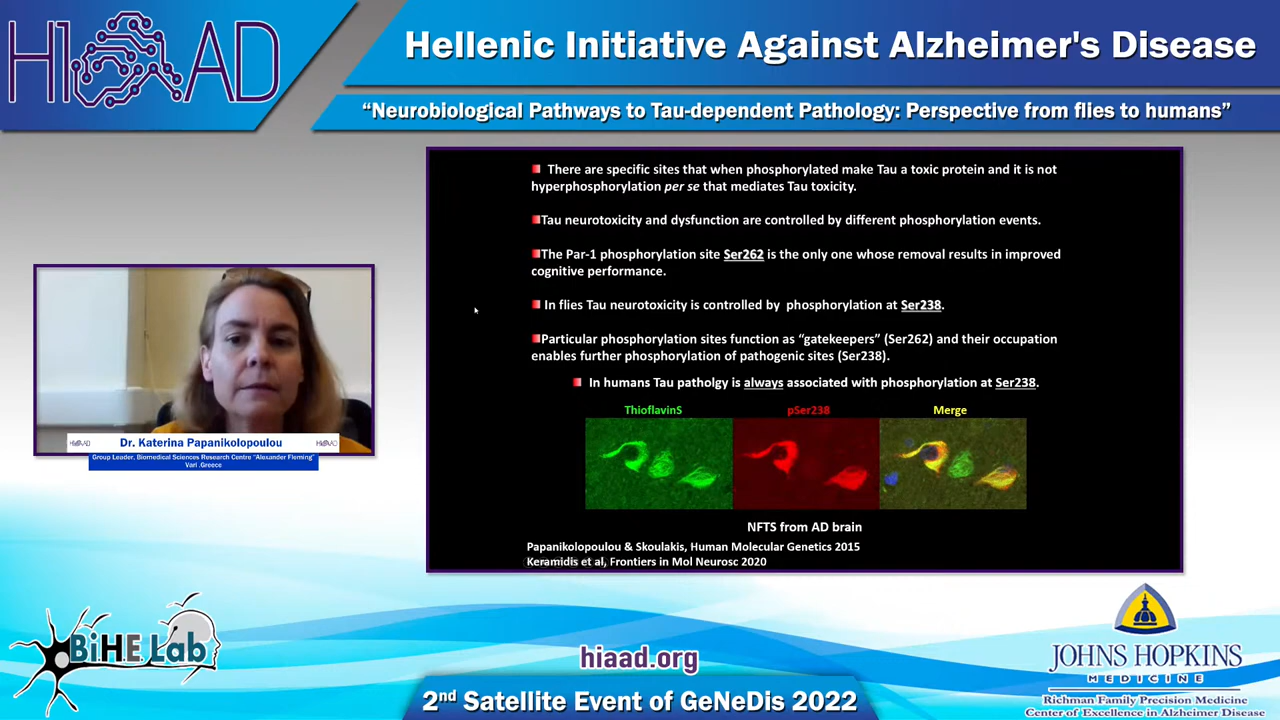 HIAAD
Hellenic Initiative Against Alzheimer's Disease
“Neurobiological Pathways to Tau-dependent Pathology: Perspective from flies to humans”
There are specific sites that when phosphorylated make Tau a toxic protein and it is not
hyperphosphorylation per se that mediates Tau toxicity.
Tau neurotoxicity and dysfunction are controlled by different phosphorylation events.
The Par-1 phosphorylation site Ser262 is the only one whose removal results in improved
cognitive performance.
In flies Tau neurotoxicity is controlled by phosphorylation at Ser238.
Particular phosphorylation sites function as “gatekeepers” (Ser262) and their occupation
enables further phosphorylation of pathogenic sites (Ser238).
In humans Tau patholgy is always associated with phosphorylation at Ser238.
ThioflavinS pSer238 Merge
NFTS from AD brain
Papanikolopoulou & Skoulakis, Human Molecular Genetics 2015
Keramidis et al, Frontiers in Mol Neurosc 2020
HIAAD Dr. Katerina Papanikolopoulou HIAAD
Group Leader, Biomedical Sciences Research Centre "Alexander Fleming"
Vari .Greece
BiHE Lab
hiaad.org
2nd Satellite Event of GeNeDis 2022
JOHNS HOPKINS
MEDICINE
Richman Family Precision Medicine
Center of Excellence in Alzheimer Disease